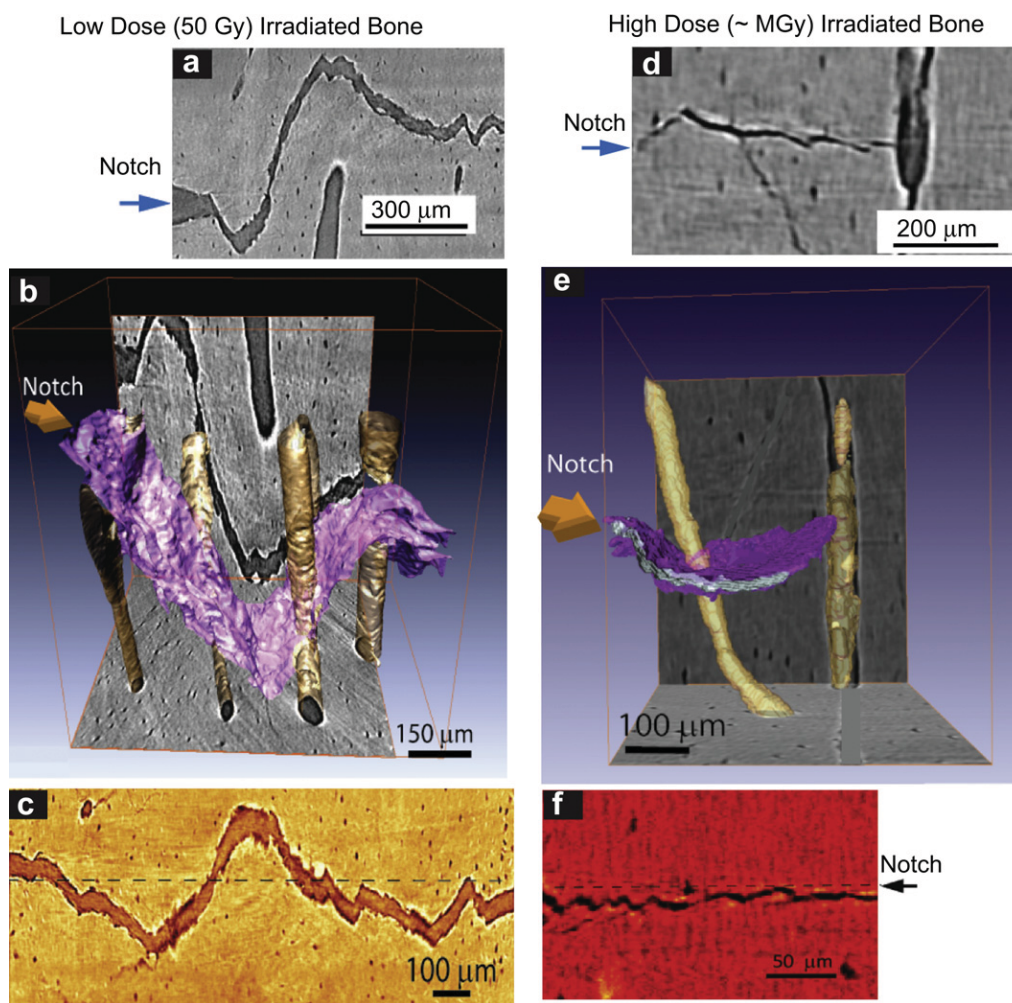 Low Dose (50 Gy) Irradiated Bone
High Dose (~ MGy) Irradiated Bone
a
Notch
300 μm
d
Notch
200 μm
b
Notch
150 μm
e
Notch
100 μm
c
100 μm
f
Notch
50 μm